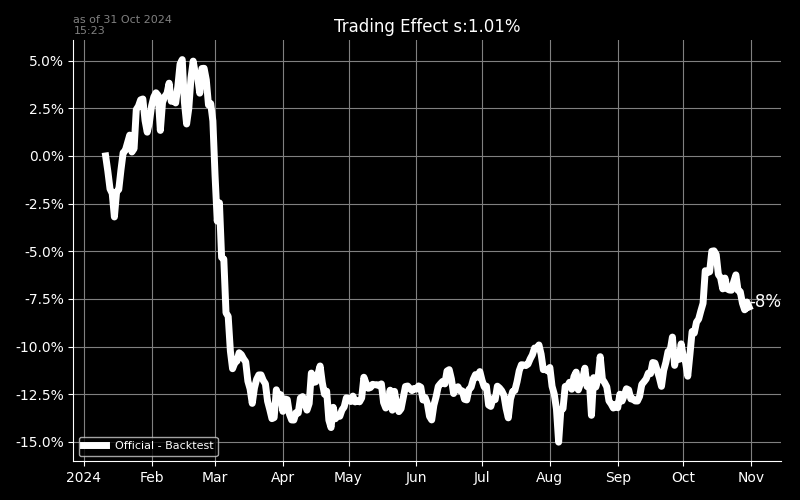 as of 31 Oct 2024
15:23
Trading Effect s:1.01%
5.0%
2.5%
0.0%
-2.5%
-5.0%
-7.5%
-10.0%
-12.5%
-15.0%
-8%
Official - Backtest
2024 Feb Mar Apr May Jun Jul Aug Sep Oct Nov